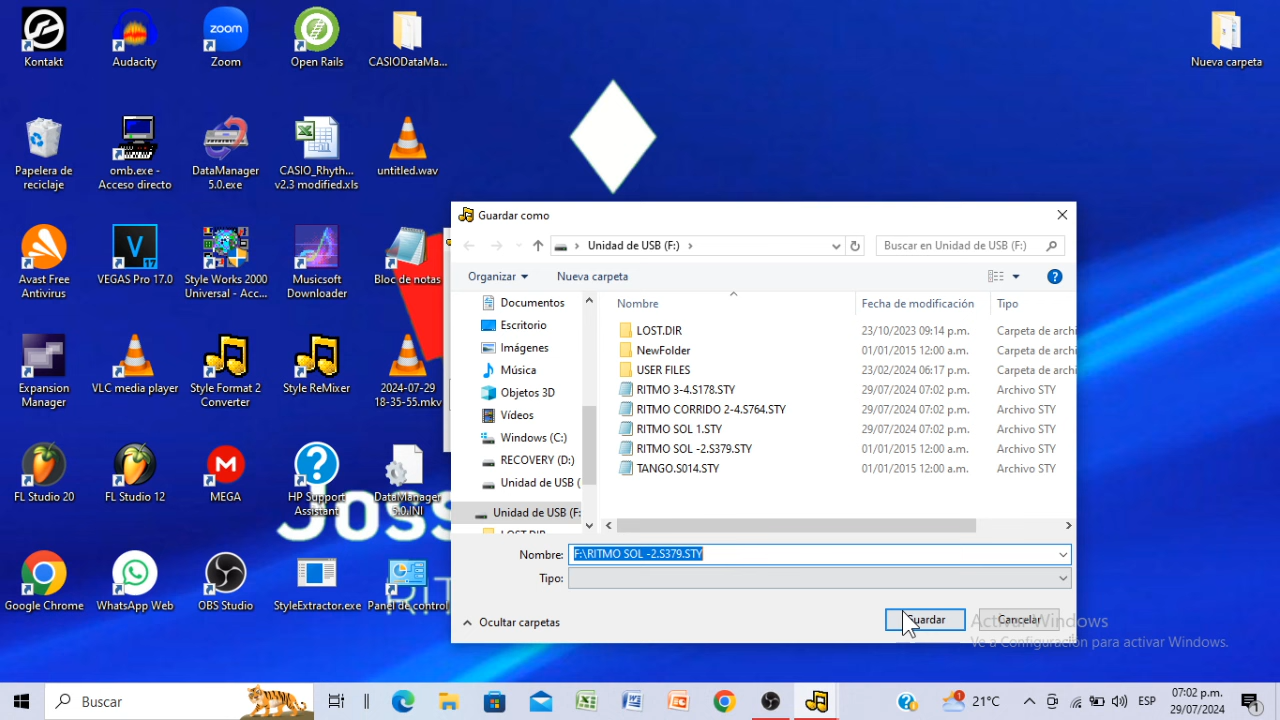 Kontakt
Audacity
Zoom
Open Rails
CASIODataMa...
Nueva carpeta
zoom
Papelera de reciclaje
omb.exe - Acceso directo
DataManager 5.0.exe
CASIO_Rhyth... v2.3 modified.xls
untitled.wav
Avast Free Antivirus
VEGAS Pro 17.0
Style Works 2000 Universal - Acc...
Musicsoft Downloader
Bloc de notas
Expansion Manager
VLC media player
Style Format 2 Converter
Style ReMixer
2024-07-29 18-35-55.mkv
FL Studio 20
FL Studio 12
MEGA
HP Support Assistant
DataManager 5.0.INI
Google Chrome
WhatsApp Web
OBS Studio
StyleExtractor.exe
Panel de control
Guardar como
Unidad de USB (F:)
Buscar en Unidad de USB (F:)
Organizar
Nueva carpeta
Documentos
Escritorio
Imágenes
Música
Objetos 3D
Vídeos
Windows (C:)
RECOVERY (D:)
Unidad de USB (
Unidad de USB (F:
LOST.DIR
Nombre Fecha de modificación Tipo
LOST.DIR 23/10/2023 09:14 p.m. Carpeta de archi
NewFolder 01/01/2015 12:00 a.m. Carpeta de archi
USER FILES 23/02/2024 06:17 p.m. Carpeta de archi
RITMO 3-4.S178.STY 29/07/2024 07:02 p.m. Archivo STY
RITMO CORRIDO 2-4.S764.STY 29/07/2024 07:02 p.m. Archivo STY
RITMO SOL 1.STY 29/07/2024 07:02 p.m. Archivo STY
RITMO SOL -2.S379.STY 01/01/2015 12:00 a.m. Archivo STY
TANGO.S014.STY 01/01/2015 12:00 a.m. Archivo STY
Nombre: F:\RITMO SOL -2.S379.STY
Tipo:
Ocultar carpetas
Guardar
Cancelar
Activar Windows
Ve a Configuración para activar Windows.
Joss
RIT
Buscar
21°C
ESP
29/07/2024